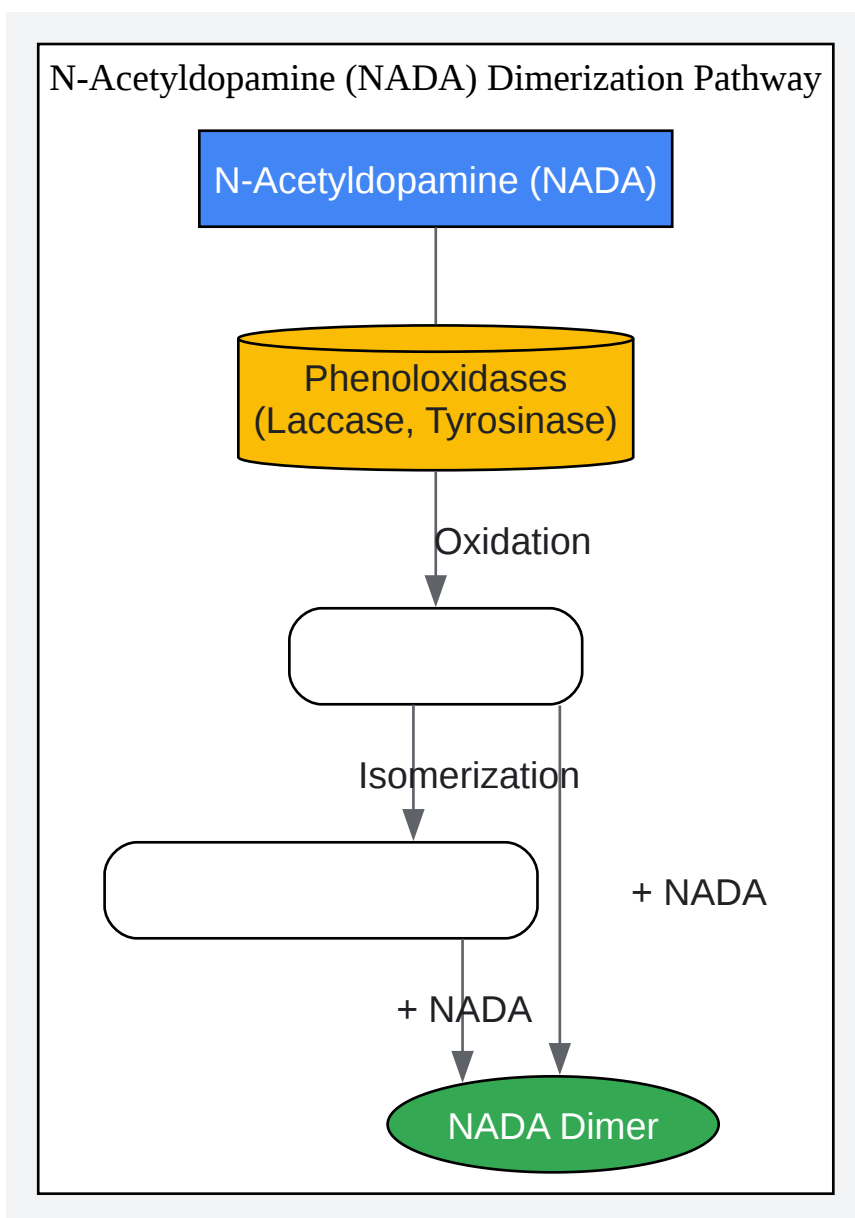 N-Acetyldopamine (NADA) Dimerization Pathway
N-Acetyldopamine (NADA)
Phenoloxidases
(Laccase, Tyrosinase)
Oxidation
Isomerization
+ NADA
+ NADA
NADA Dimer